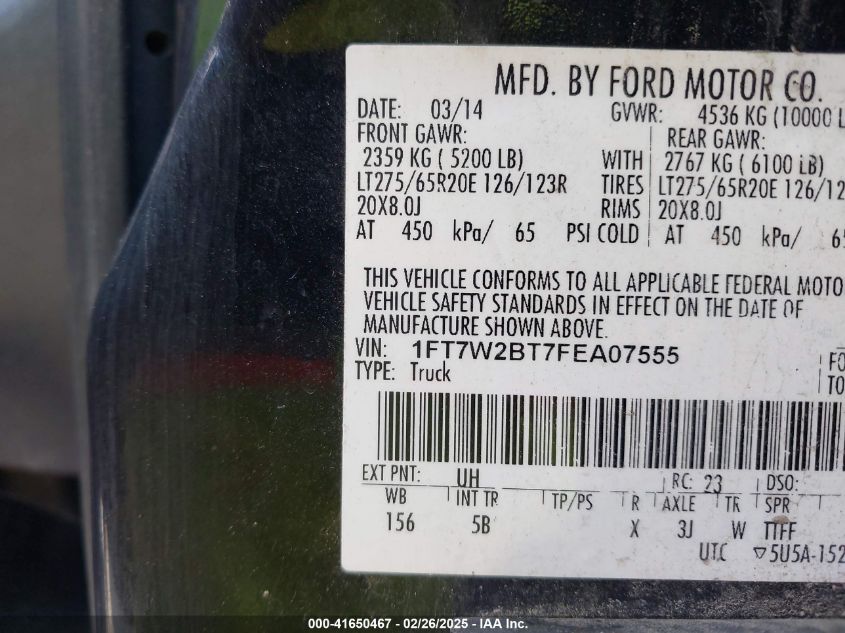 MFD. BY FORD MOTOR CO.
DATE: 03/14 GVWR: 4536 KG (10000 L
FRONT GAWR: REAR GAWR:
2359 KG ( 5200 LB) WITH 2767 KG ( 6100 LB)
LT275/65R20E 126/123R TIRES LT275/65R20E 126/12
20X8.0J RIMS 20X8.0J
AT 450 kPa/ 65 PSI COLD AT 450 kPa/ 65
THIS VEHICLE CONFORMS TO ALL APPLICABLE FEDERAL MOTO
VEHICLE SAFETY STANDARDS IN EFFECT ON THE DATE OF
MANUFACTURE SHOWN ABOVE.
VIN: 1FT7W2BT7FEA07555 FO
TYPE: Truck TO
EXT PNT: UH RC: 23 DSO:
WB INT TR TP/PS R AXLE TR SPR
156 5B X 3J W TTFF
UTC ▽5U5A-152
000-41650467 - 02/26/2025 - IAA Inc.